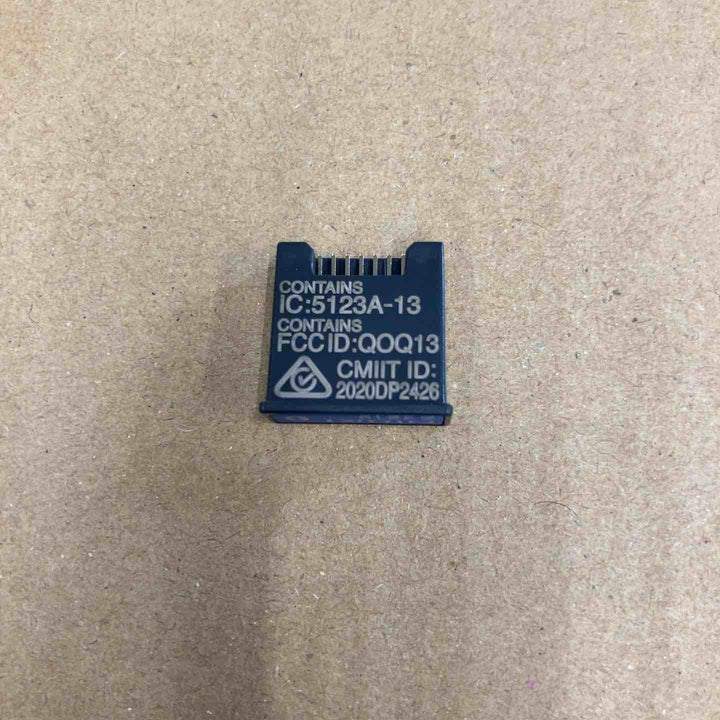 CONTAINS
IC:5123A-13
CONTAINS
FCC ID:QOQ13
CMIIT ID:
2020DP2426